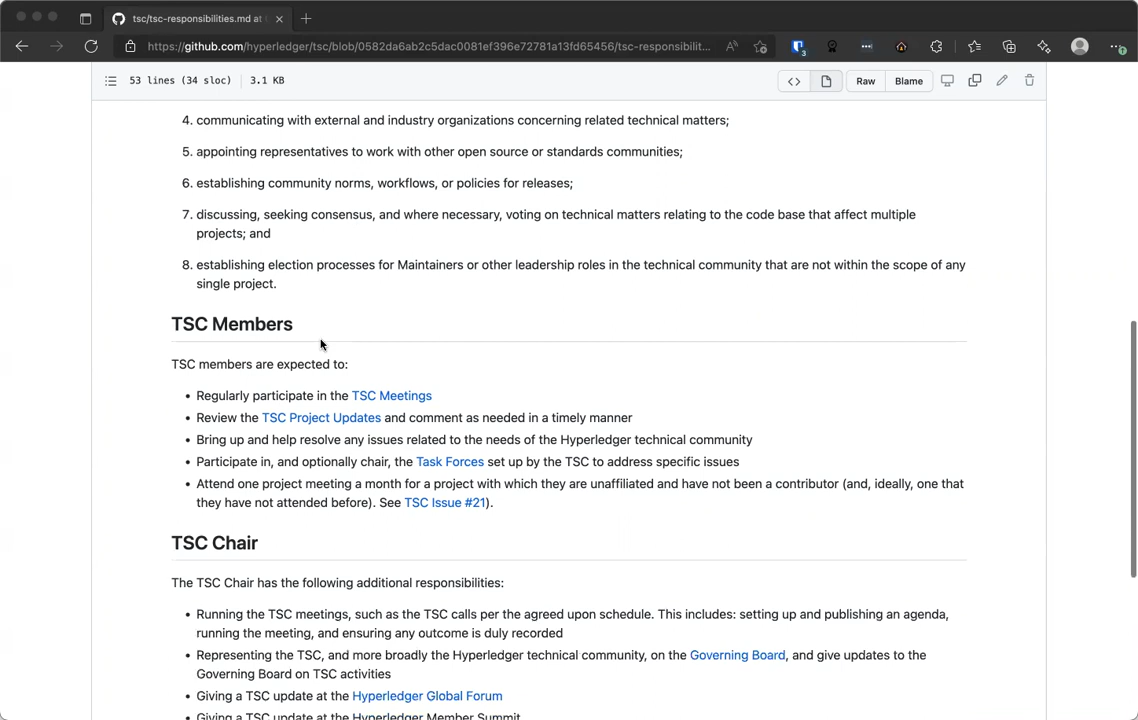 tsc/tsc-responsibilities.md at
https://github.com/hyperledger/tsc/blob/0582da6ab2c5dac0081ef396e72781a13fd65456/tsc-responsibilit...
3
53 lines (34 sloc) 3.1 KB
Raw Blame
4. communicating with external and industry organizations concerning related technical matters;
5. appointing representatives to work with other open source or standards communities;
6. establishing community norms, workflows, or policies for releases;
7. discussing, seeking consensus, and where necessary, voting on technical matters relating to the code base that affect multiple
projects; and
8. establishing election processes for Maintainers or other leadership roles in the technical community that are not within the scope of any
single project.
TSC Members
TSC members are expected to:
• Regularly participate in the TSC Meetings
• Review the TSC Project Updates and comment as needed in a timely manner
• Bring up and help resolve any issues related to the needs of the Hyperledger technical community
• Participate in, and optionally chair, the Task Forces set up by the TSC to address specific issues
• Attend one project meeting a month for a project with which they are unaffiliated and have not been a contributor (and, ideally, one that
they have not attended before). See TSC Issue #21).
TSC Chair
The TSC Chair has the following additional responsibilities:
• Running the TSC meetings, such as the TSC calls per the agreed upon schedule. This includes: setting up and publishing an agenda,
running the meeting, and ensuring any outcome is duly recorded
• Representing the TSC, and more broadly the Hyperledger technical community, on the Governing Board, and give updates to the
Governing Board on TSC activities
• Giving a TSC update at the Hyperledger Global Forum
• Giving a TSC update at the Hyperledger Member Summit